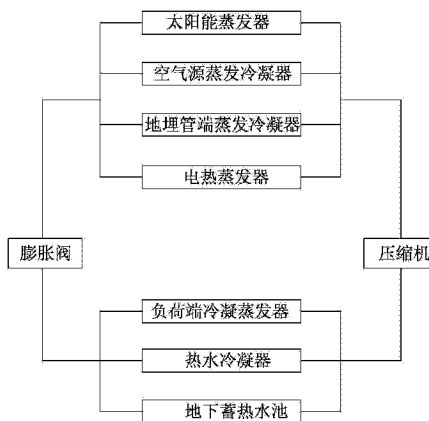 太阳能蒸发器
空气源蒸发冷凝器
地埋管端蒸发冷凝器
电热蒸发器
膨胀阀
压缩机
负荷端冷凝蒸发器
热水冷凝器
地下蓄热水池